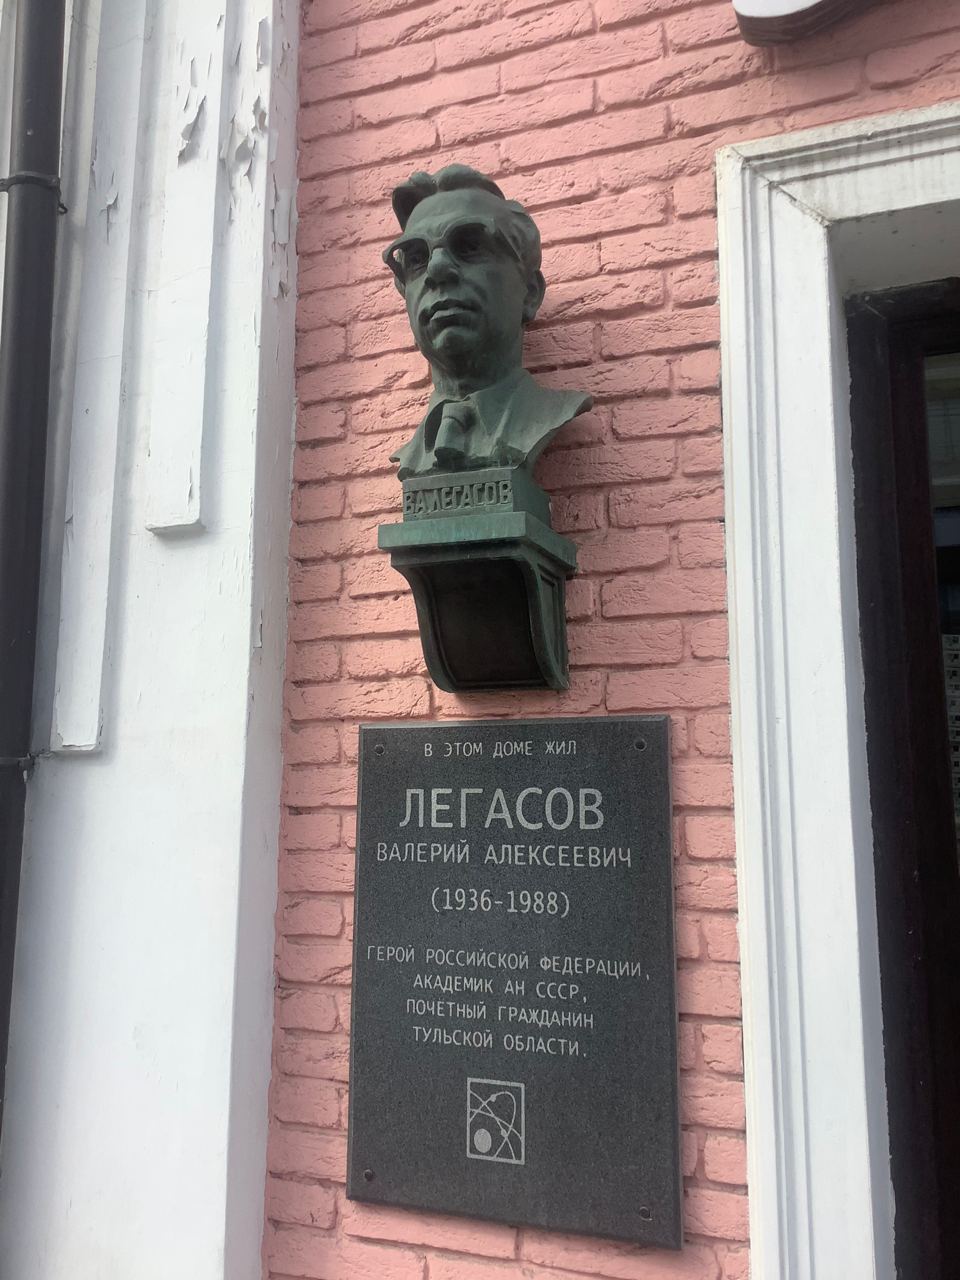 В.А.ЛЕГАСОВ
В ЭТОМ ДОМЕ ЖИЛ
ЛЕГАСОВ
ВАЛЕРИЙ АЛЕКСЕЕВИЧ
(1936-1988)
ГЕРОЙ РОССИЙСКОЙ ФЕДЕРАЦИИ,
АКАДЕМИК АН СССР,
ПОЧЕТНЫЙ ГРАЖДАНИН
ТУЛЬСКОЙ ОБЛАСТИ.